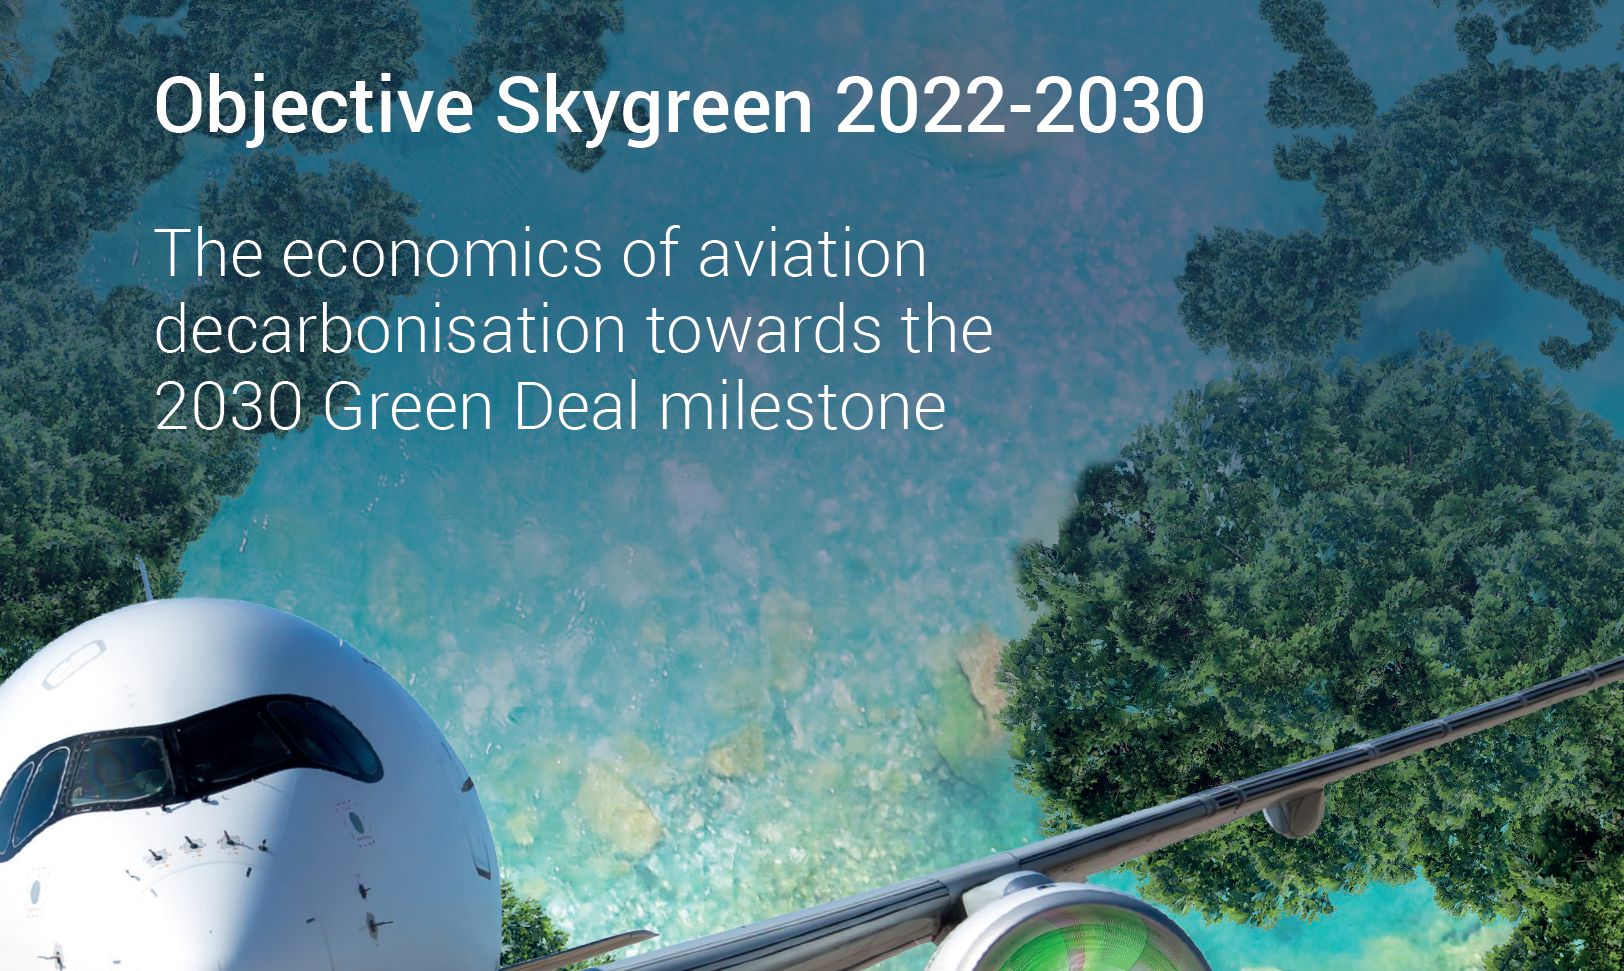 Objective Skygreen 2022-2030
The economics of aviation
decarbonisation towards the
2030 Green Deal milestone